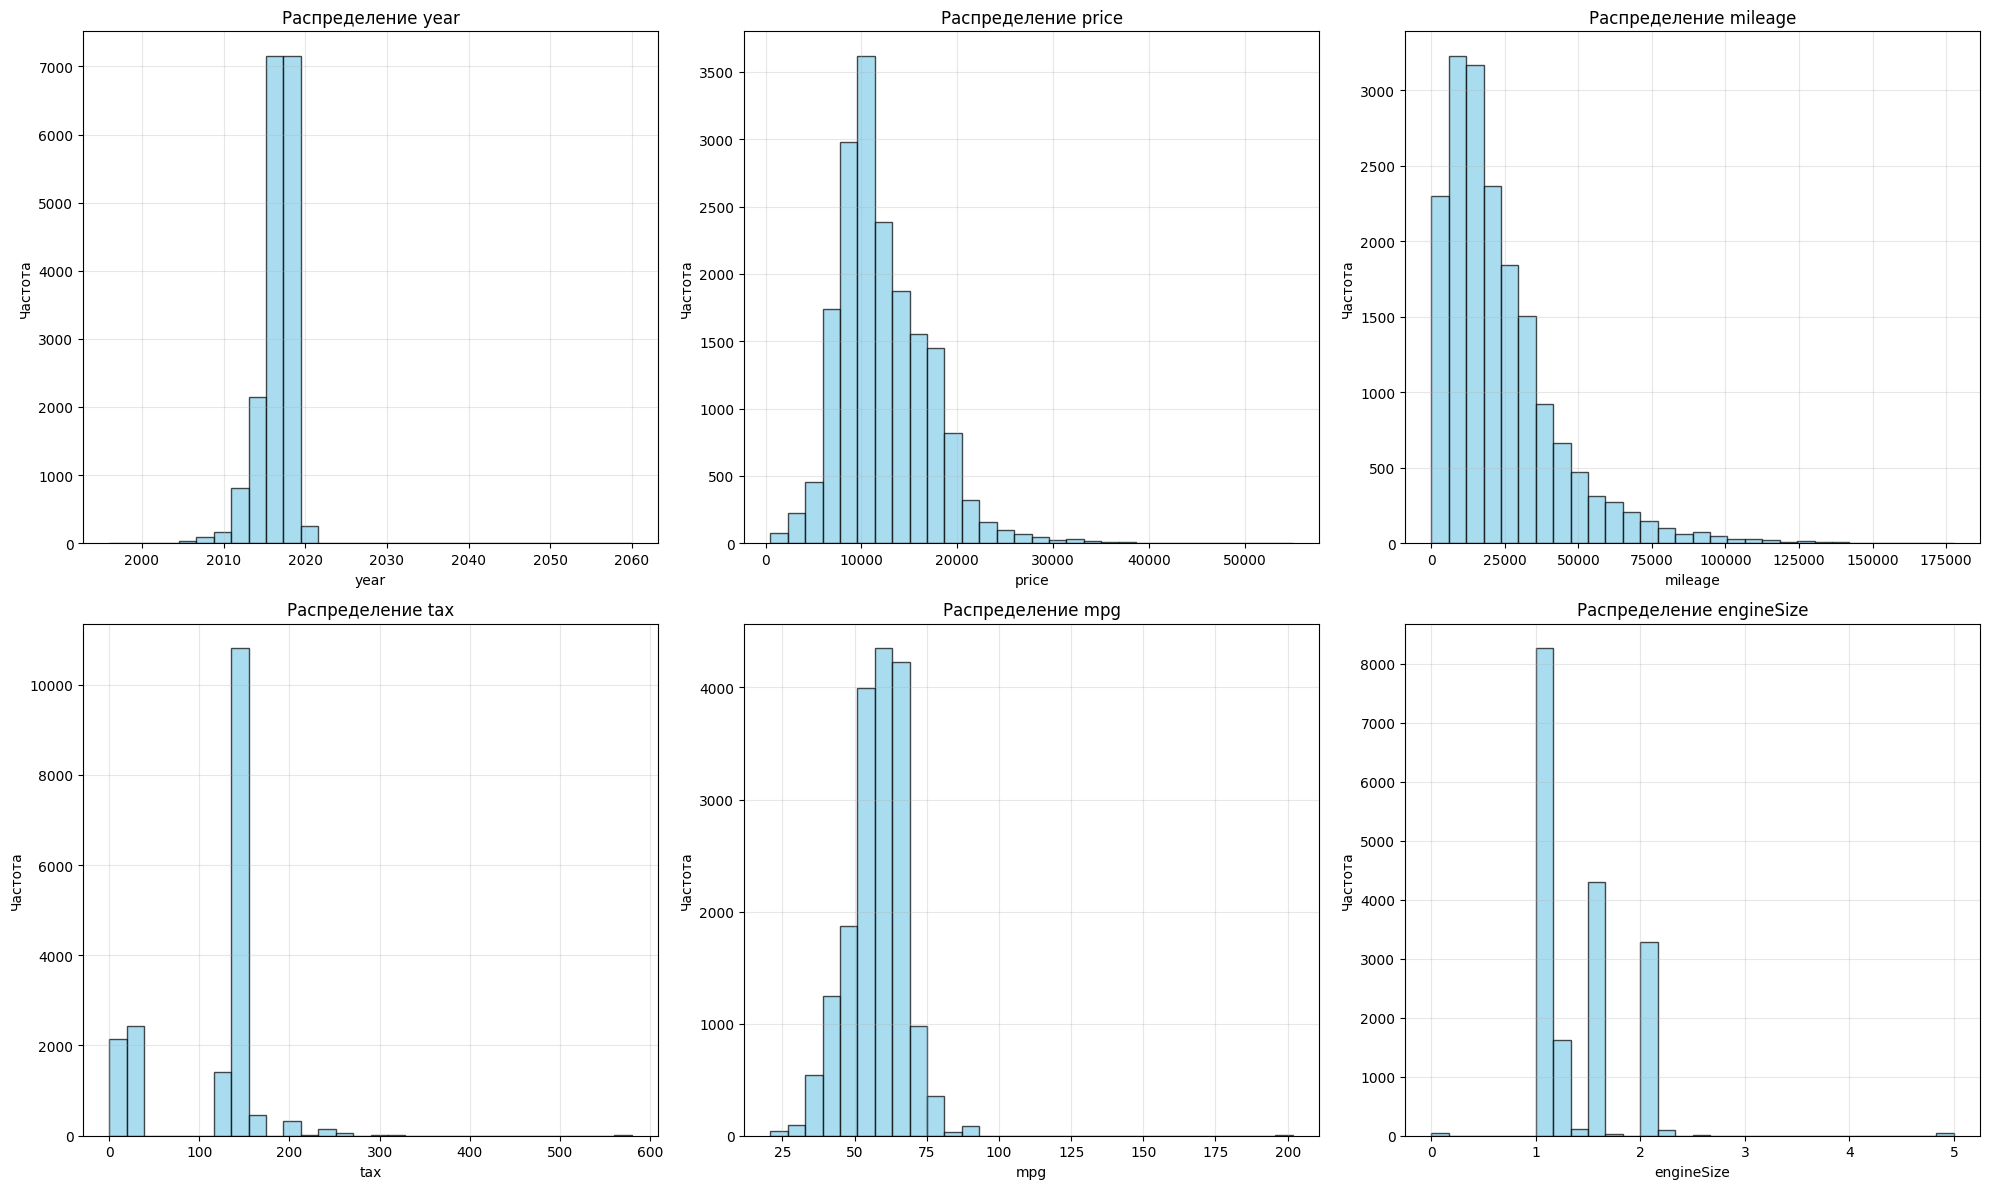 Распределение year
7000
6000
5000
4000
3000
2000
1000
0
Частота
2000 2010 2020 2030 2040 2050 2060
year
Распределение price
3500
3000
2500
2000
1500
1000
500
0
Частота
0 10000 20000 30000 40000 50000
price
Распределение mileage
3000
2500
2000
1500
1000
500
0
Частота
0 25000 50000 75000 100000 125000 150000 175000
mileage
Распределение tax
10000
8000
6000
4000
2000
0
Частота
0 100 200 300 400 500 600
tax
Распределение mpg
4000
3000
2000
1000
0
Частота
25 50 75 100 125 150 175 200
mpg
Распределение engineSize
8000
7000
6000
5000
4000
3000
2000
1000
0
Частота
0 1 2 3 4 5
engineSize